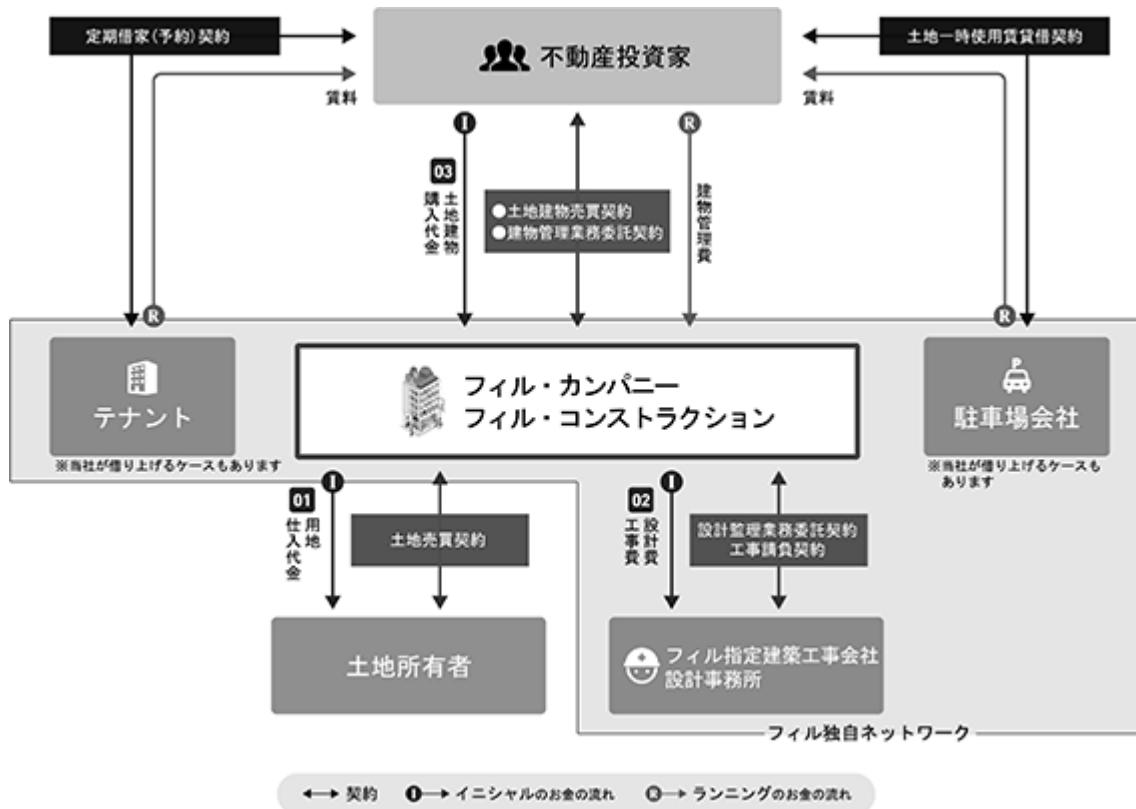 定期借家(予約)契約
不動産投資家
土地一時使用賃貸借契約
賃料
賃料
I
R
03
土地建物
購入代金
●土地建物売買契約
●建物管理業務委託契約
建物管理費
R
R
テナント
※当社が借り上げるケースもあります
フィル・カンパニー
フィル・コンストラクション
P
駐車場会社
※当社が借り上げるケースも
あります
I
01
用地
仕入代金
土地売買契約
I
02
設計費
工事費
設計監理業務委託契約
工事請負契約
土地所有者
フィル指定建築工事会社
設計事務所
フィル独自ネットワーク
契約
I
イニシャルのお金の流れ
R
ランニングのお金の流れ